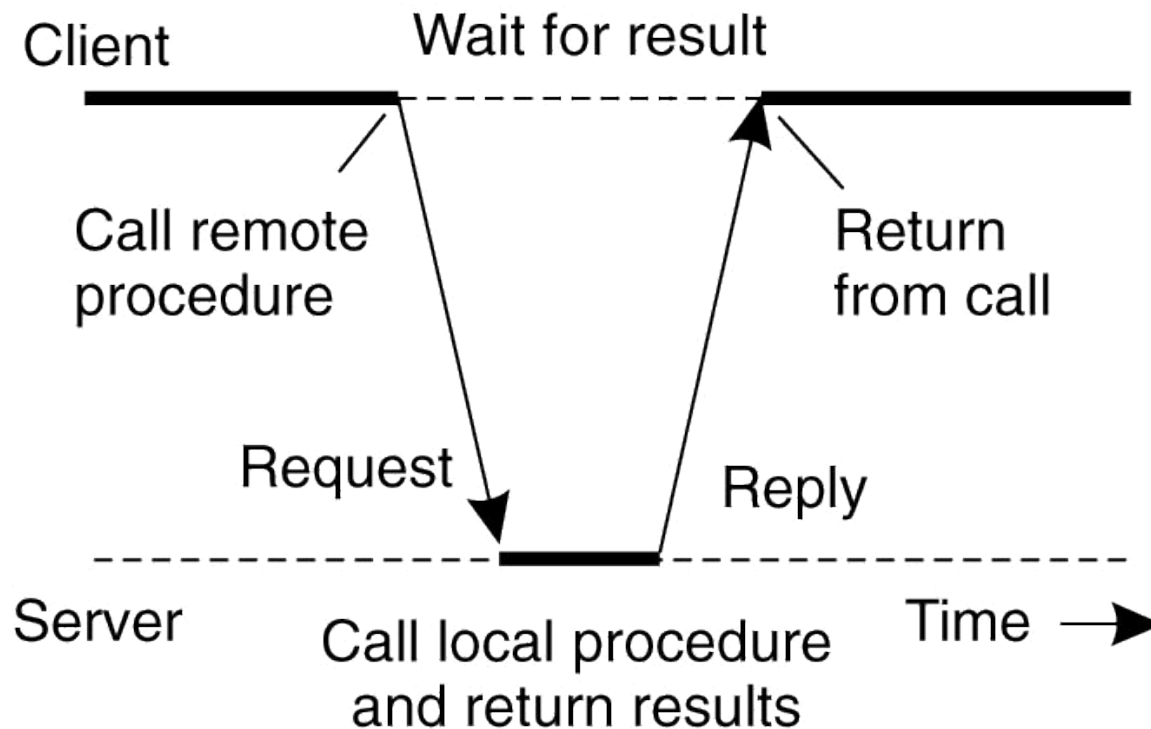 Client
Wait for result
Call remote
procedure
Return
from call
Request
Reply
Server
Call local procedure
and return results
Time